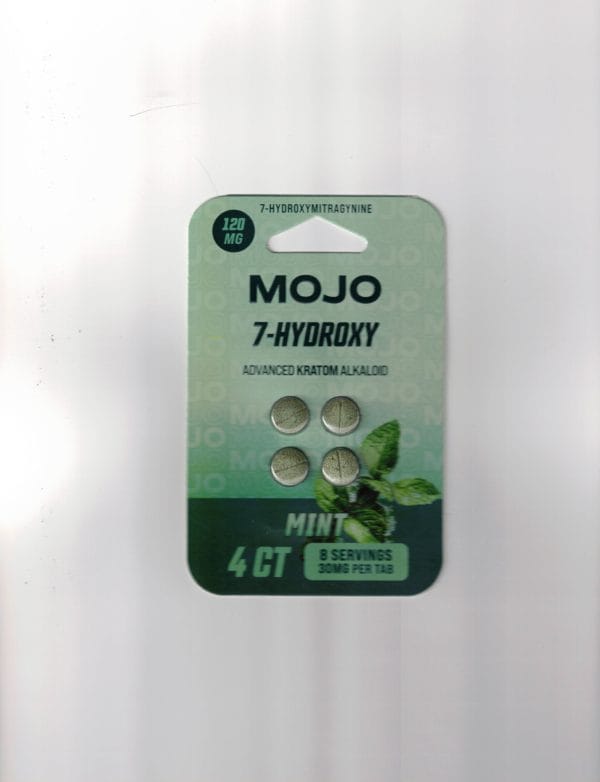 7-HYDROXYMITRAGYNINE
120
MG
MOJO
7-HYDROXY
ADVANCED KRATOM ALKALOID
MINT
4 CT
8 SERVINGS
30MG PER TAB